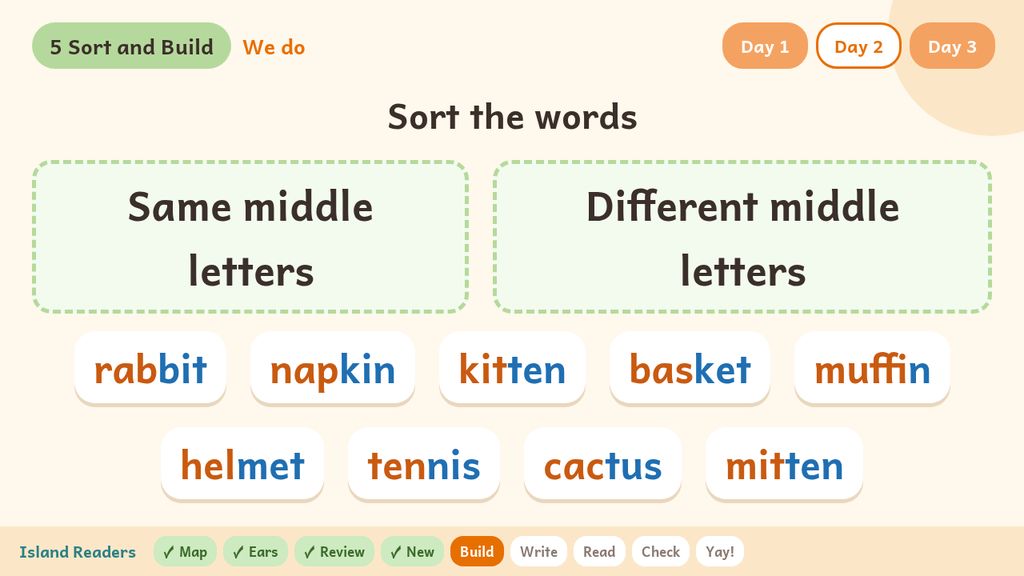 5 Sort and Build
We do
Day 1
Day 2
Day 3
Sort the words
Same middle
letters
Different middle
letters
rabbit
napkin
kitten
basket
muffin
helmet
tennis
cactus
mitten
Island Readers
✓ Map
✓ Ears
✓ Review
✓ New
Build
Write
Read
Check
Yay!